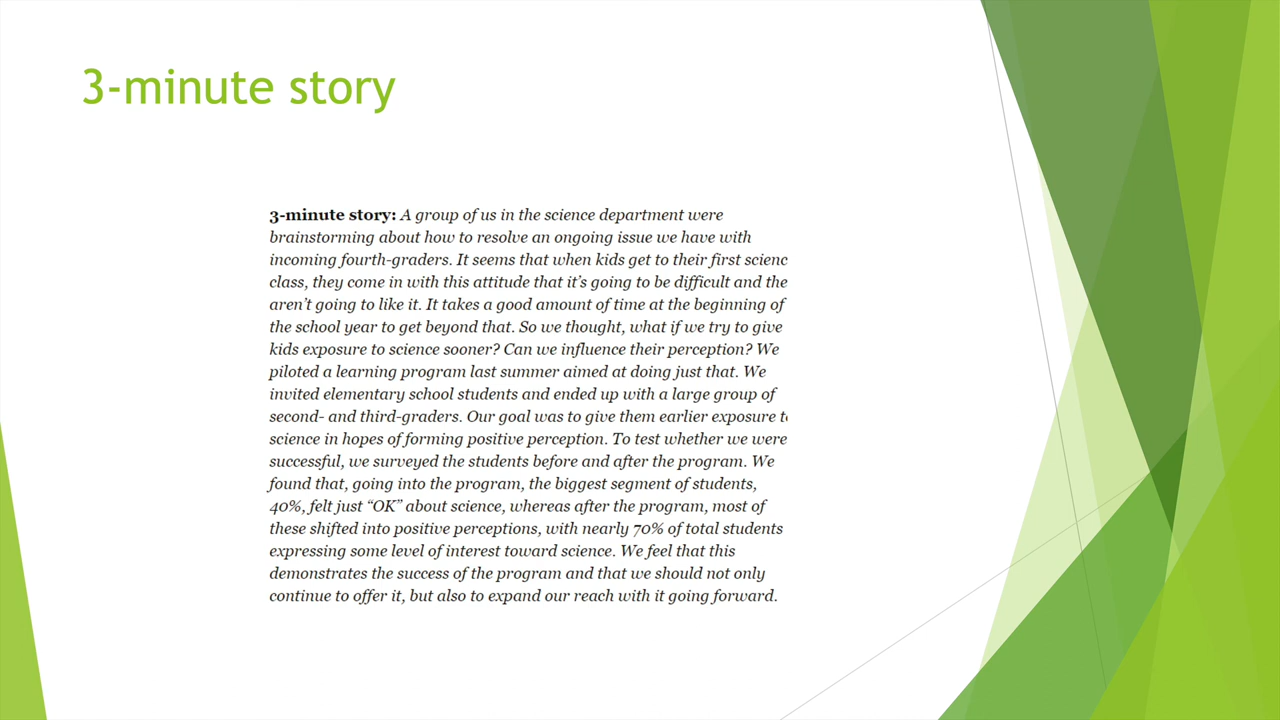 3-minute story
3-minute story: A group of us in the science department were
brainstorming about how to resolve an ongoing issue we have with
incoming fourth-graders. It seems that when kids get to their first scienc
class, they come in with this attitude that it’s going to be difficult and the
aren’t going to like it. It takes a good amount of time at the beginning of
the school year to get beyond that. So we thought, what if we try to give
kids exposure to science sooner? Can we influence their perception? We
piloted a learning program last summer aimed at doing just that. We
invited elementary school students and ended up with a large group of
second- and third-graders. Our goal was to give them earlier exposure t
science in hopes of forming positive perception. To test whether we were
successful, we surveyed the students before and after the program. We
found that, going into the program, the biggest segment of students,
40%, felt just “OK” about science, whereas after the program, most of
these shifted into positive perceptions, with nearly 70% of total students
expressing some level of interest toward science. We feel that this
demonstrates the success of the program and that we should not only
continue to offer it, but also to expand our reach with it going forward.